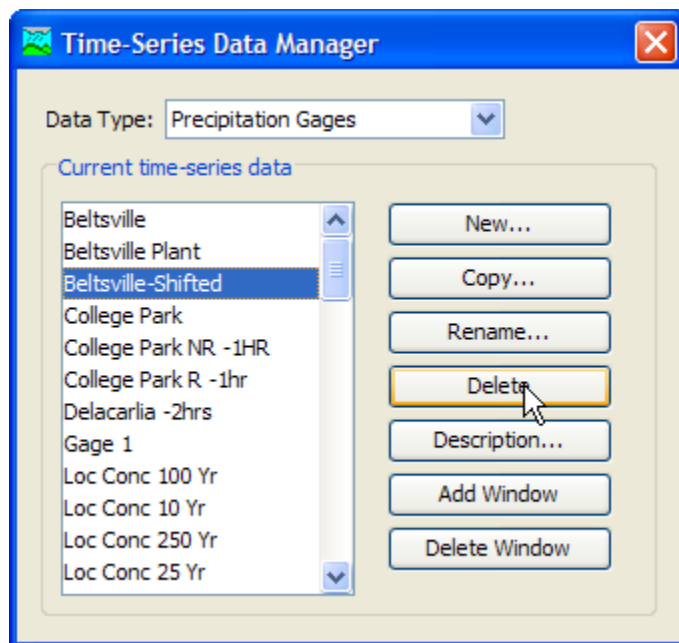 Time-Series Data Manager
Data Type: Precipitation Gages
Current time-series data
Beltsville
Beltsville Plant
Beltsville-Shifted
College Park
College Park NR -1HR
College Park R -1hr
Delacarlia -2hrs
Gage 1
Loc Conc 100 Yr
Loc Conc 10 Yr
Loc Conc 250 Yr
Loc Conc 25 Yr
New...
Copy...
Rename...
Delete
Description...
Add Window
Delete Window